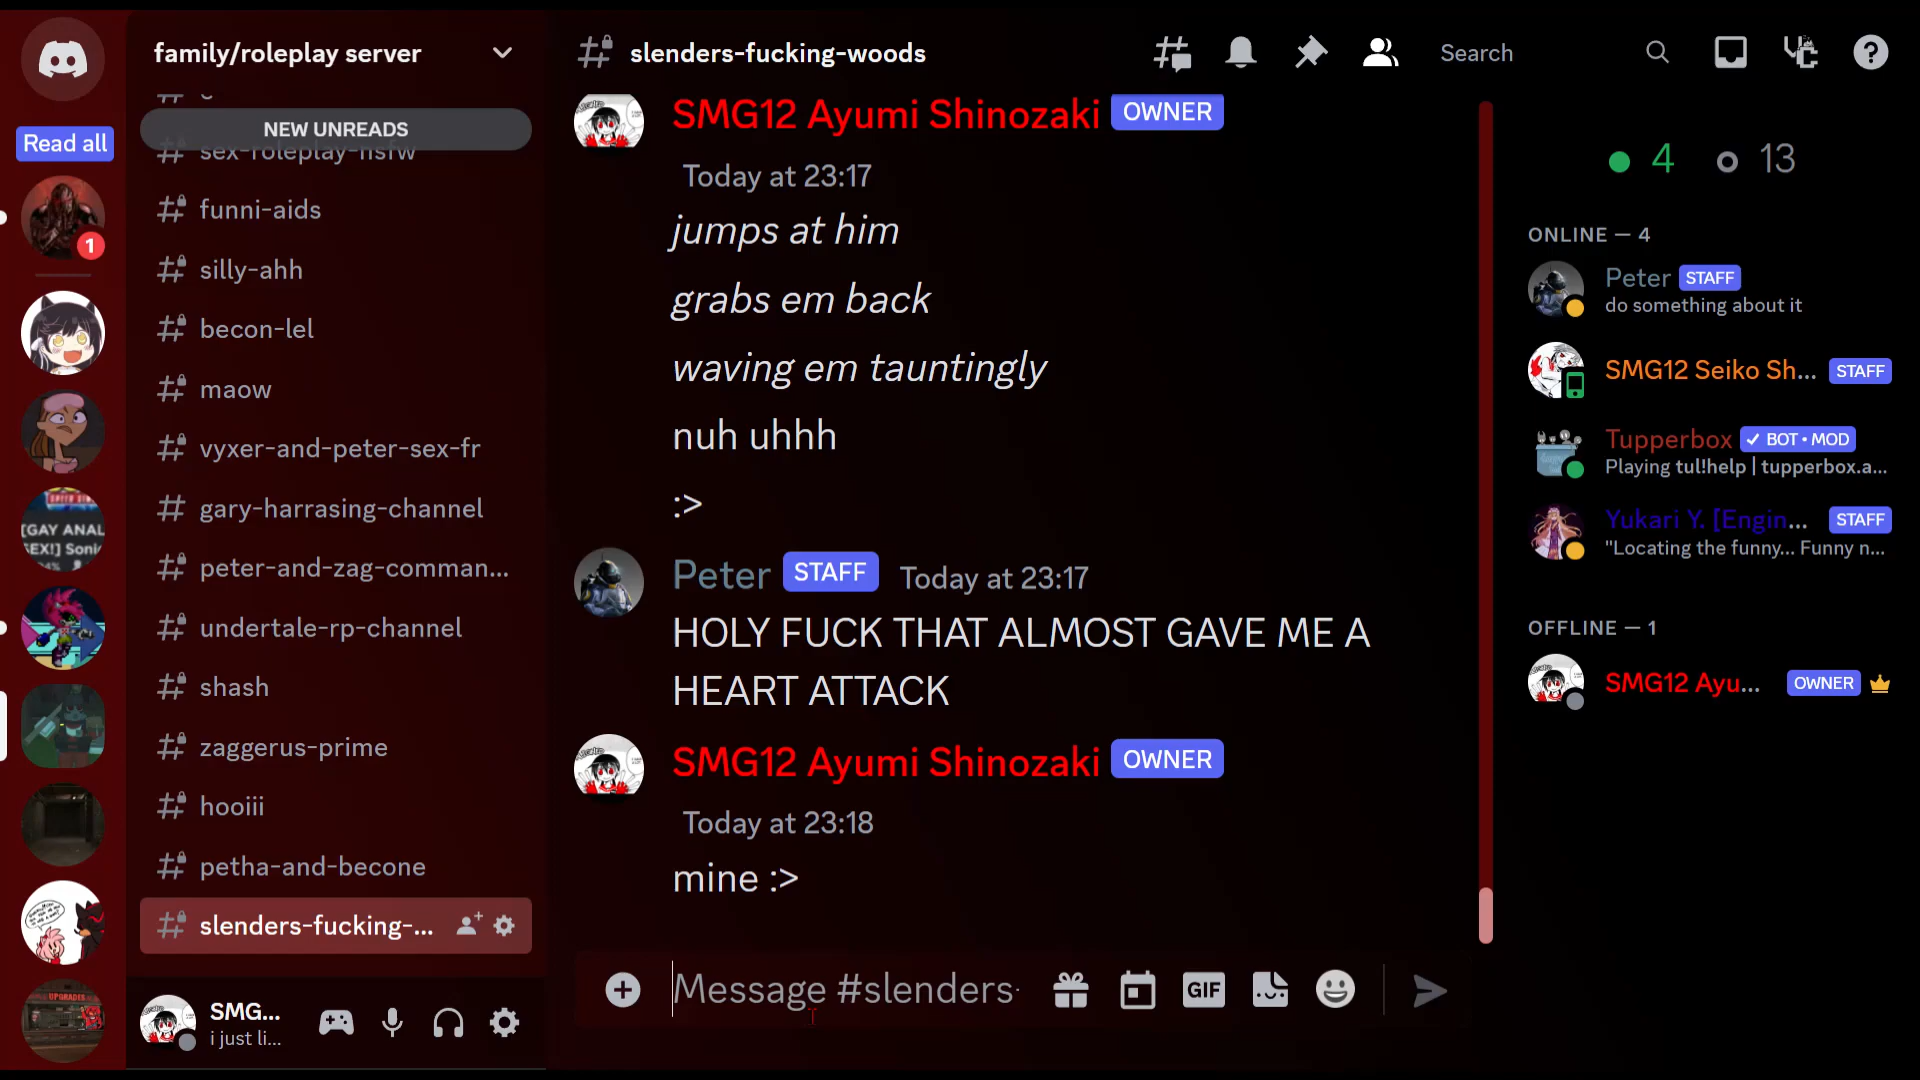 family/roleplay server
slenders-fucking-woods
Search
Read all
NEW UNREADS
sex-roleplay-nsfw
funni-aids
silly-ahh
becon-lel
maow
vyxer-and-peter-sex-fr
gary-harrasing-channel
peter-and-zag-comman...
undertale-rp-channel
shash
zaggerus-prime
hooiii
petha-and-becone
slenders-fucking-...
1
[GAY ANAL
SEX!] Soni
UPGRADES
SMG...
i just li...
SMG12 Ayumi Shinozaki OWNER
Today at 23:17
jumps at him
grabs em back
waving em tauntingly
nuh uhhh
:>
Peter STAFF Today at 23:17
HOLY FUCK THAT ALMOST GAVE ME A
HEART ATTACK
SMG12 Ayumi Shinozaki OWNER
Today at 23:18
mine :>
Message #slenders
GIF
4 13
ONLINE — 4
Peter STAFF
do something about it
SMG12 Seiko Sh... STAFF
Tupperbox ✓ BOT • MOD
Playing tul!help | tupperbox.a...
Yukari Y. [Engin... STAFF
"Locating the funny... Funny n...
OFFLINE — 1
SMG12 Ayu... OWNER